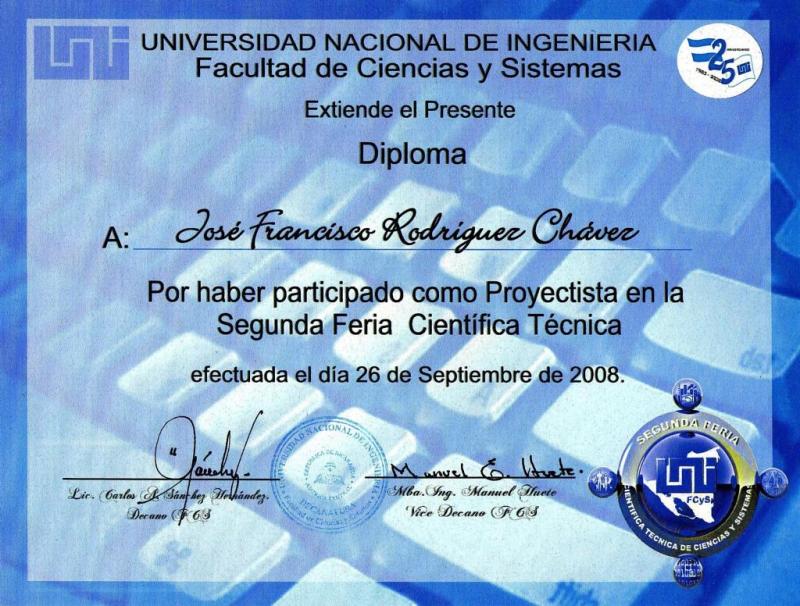 UNIVERSIDAD NACIONAL DE INGENIERIA
Facultad de Ciencias y Sistemas
25
Extiende el Presente
Diploma
A: José Francisco Rodríguez Chávez
Por haber participado como Proyectista en la
Segunda Feria Científica Técnica
efectuada el día 26 de Septiembre de 2008.
Manuel E. Huete.
Lic. Carlos A. Sánchez Hernández.
Decano FCS
Mba. Ing. Manuel Huete
Vice Decano FCS
UNIVERSIDAD NACIONAL DE INGENIERIA
DECANATURA
SEGUNDA FERIA
UNI
FCyS
CIENTIFICA TECNICA DE CIENCIAS Y SISTEMAS